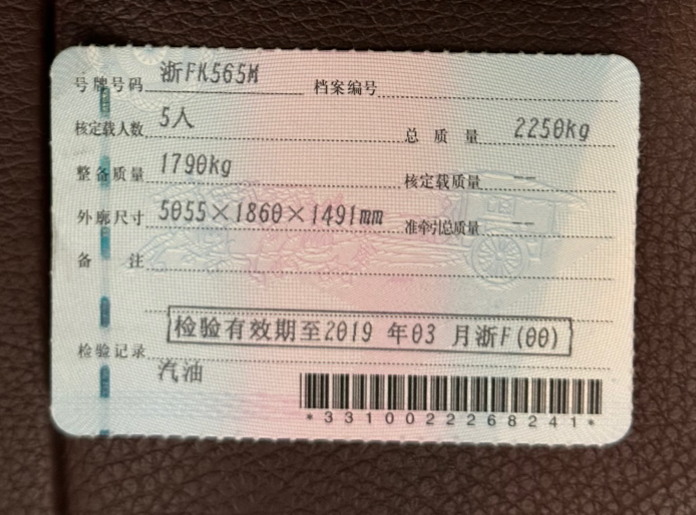 号牌号码 浙FK565M 档案编号
核定载人数 5人 总质量 2250kg
整备质量 1790kg 核定载质量 --
外廓尺寸 5055×1860×1491mm 准牵引总质量 --
备注
检验有效期至2019 年03 月浙F(00)
检验记录
汽油
*3310022268241*